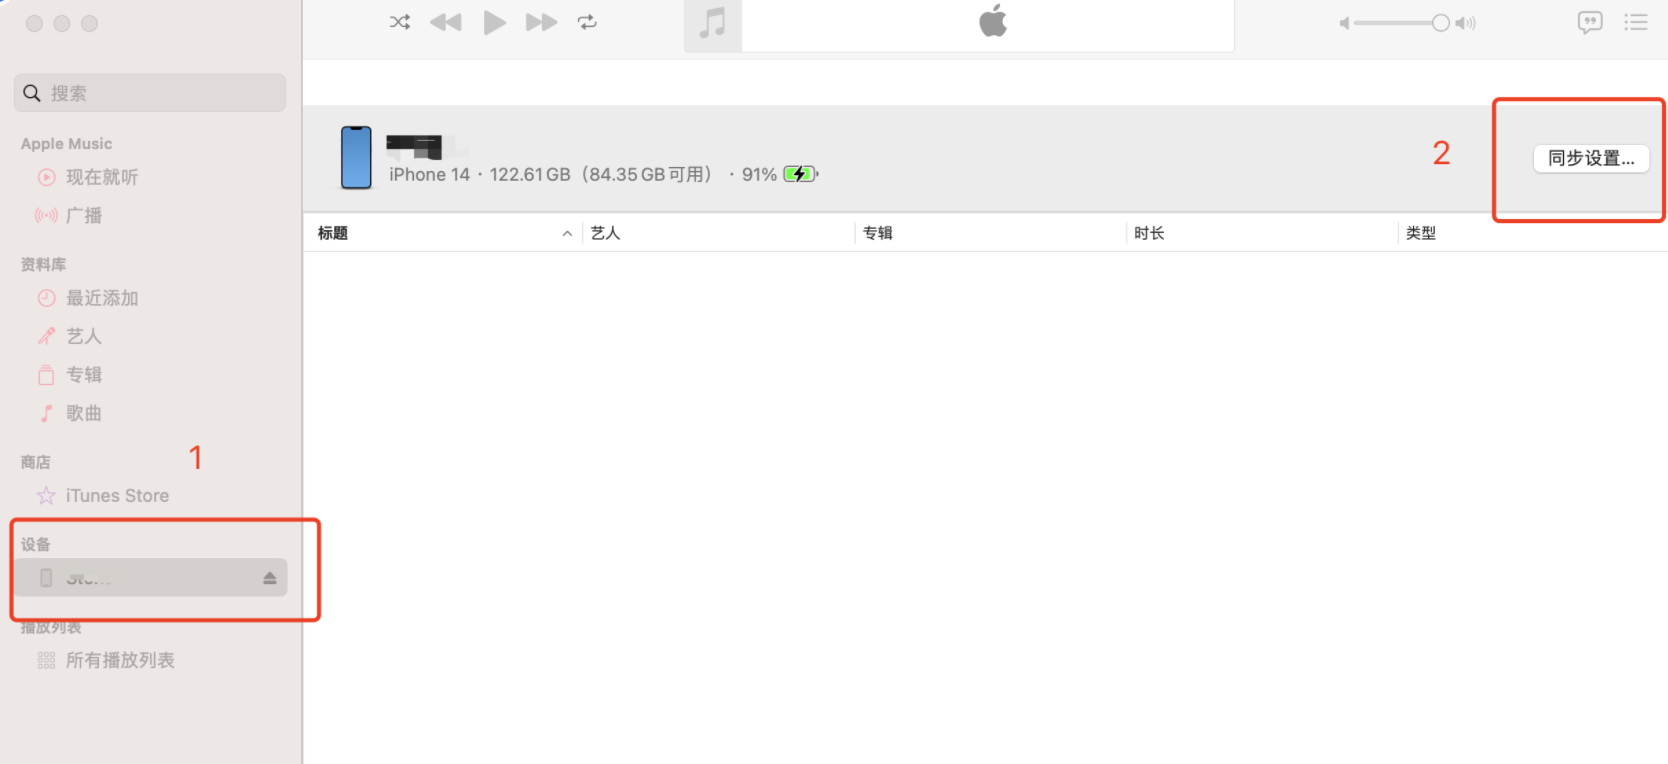 搜索
Apple Music
现在就听
广播
资料库
最近添加
艺人
专辑
歌曲
1
商店
iTunes Store
设备
播放列表
所有播放列表
iPhone 14 · 122.61 GB（84.35 GB 可用） · 91%
2
同步设置...
标题 艺人 专辑 时长 类型